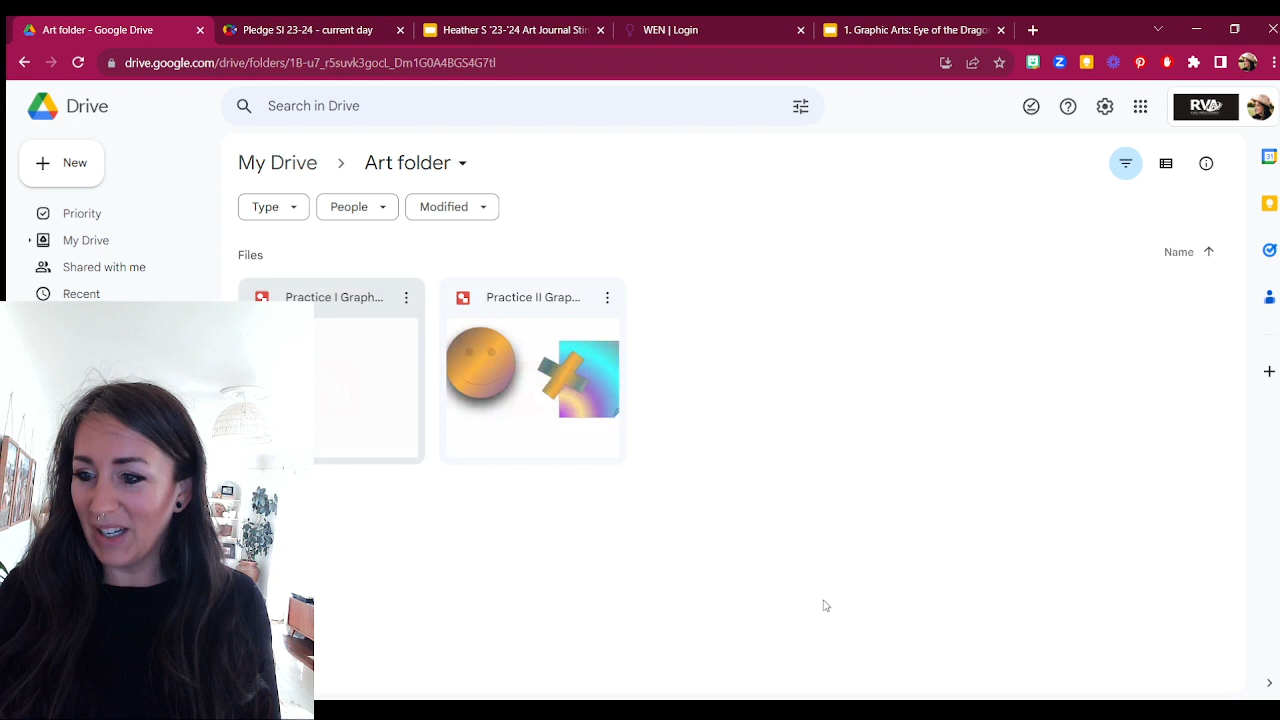 Art folder - Google Drive
Pledge SI 23-24 - current day
Heather S '23-'24 Art Journal Stin
WEN | Login
1. Graphic Arts: Eye of the Drago
drive.google.com/drive/folders/1B-u7_r5suvk3gocL_Dm1G0A4BGS4G7tl
Drive
Search in Drive
RVA
New
My Drive
Art folder
Priority
My Drive
Shared with me
Recent
Type
People
Modified
Files
Name
Practice I Graph...
Practice II Grap...
31